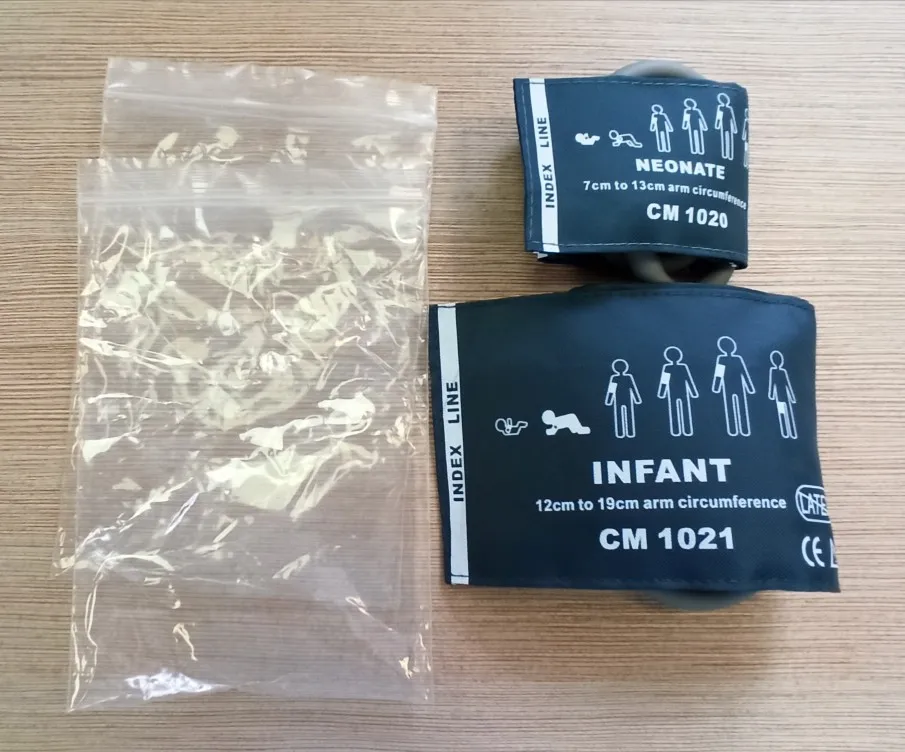 INDEX LINE
NEONATE
7cm to 13cm arm circumference
CM 1020
INDEX LINE
INFANT
12cm to 19cm arm circumference
LATE
CM 1021
CE